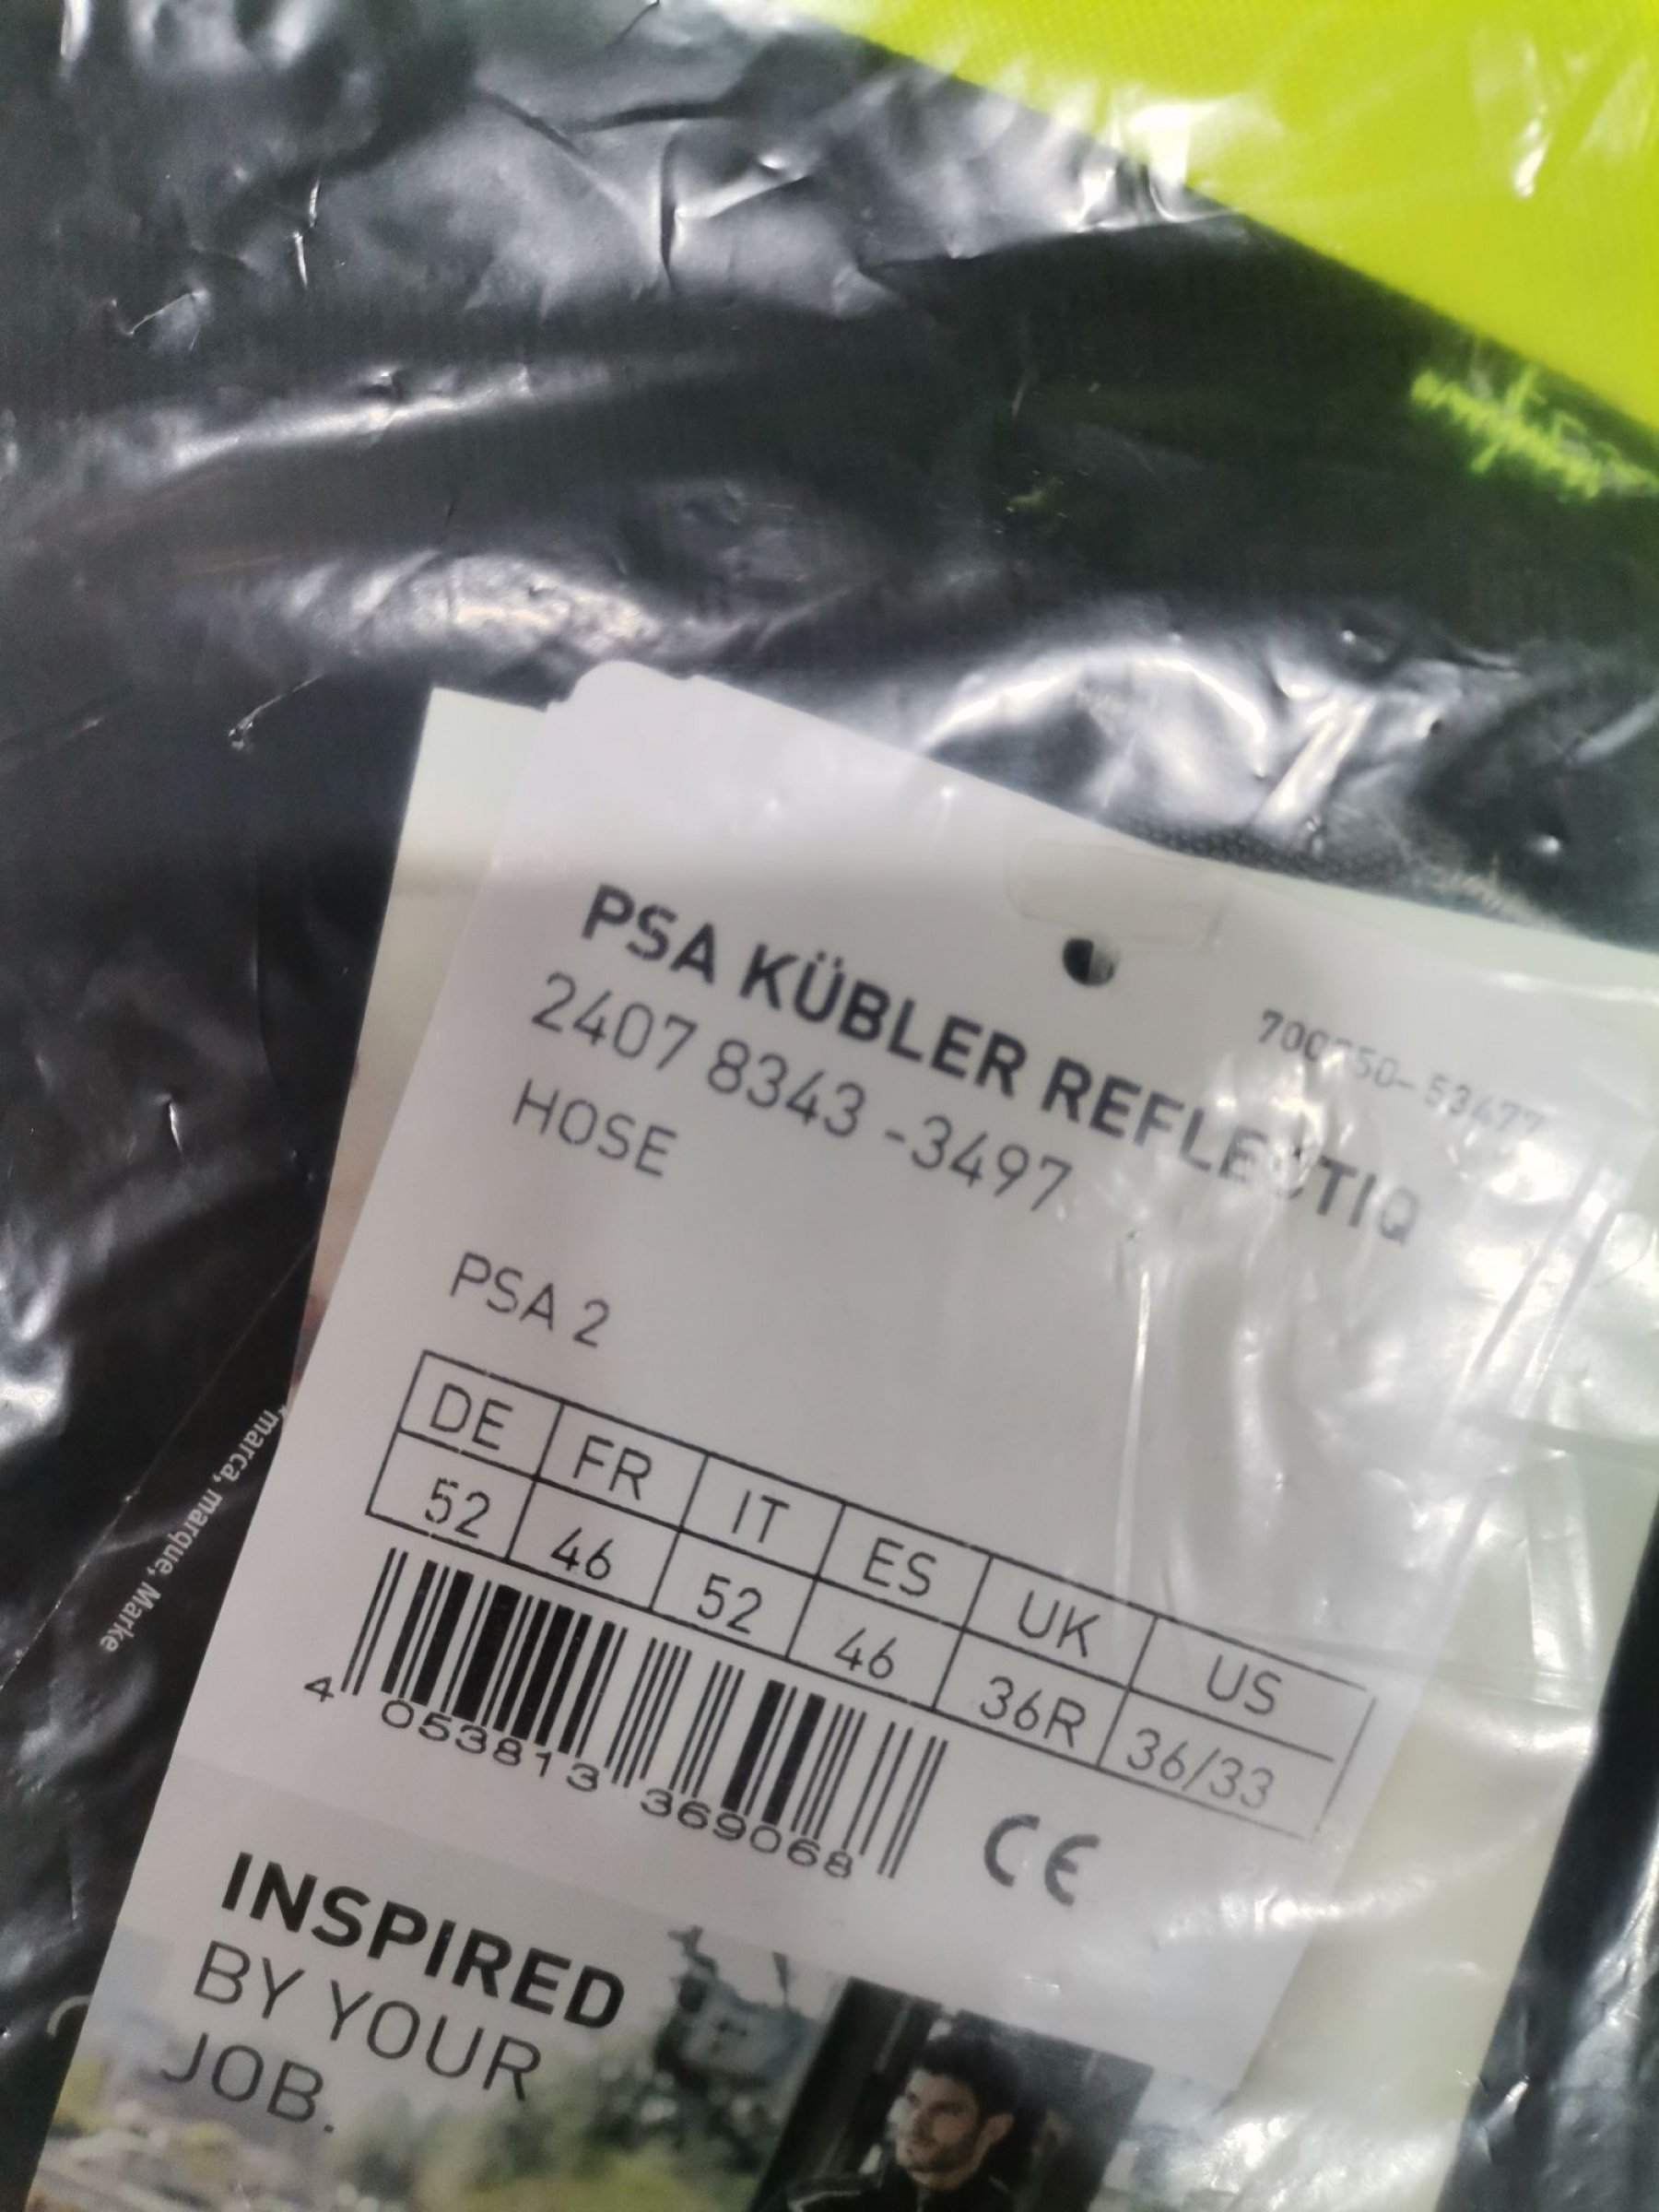 PSA KÜBLER REFLECTIQ
2407 8343 -3497
HOSE
PSA 2
DE FR IT ES UK US
52 46 52 46 36R 36/33
4 053813 369068
CE
INSPIRED
BY YOUR
JOB.
*marca, marque, Marke